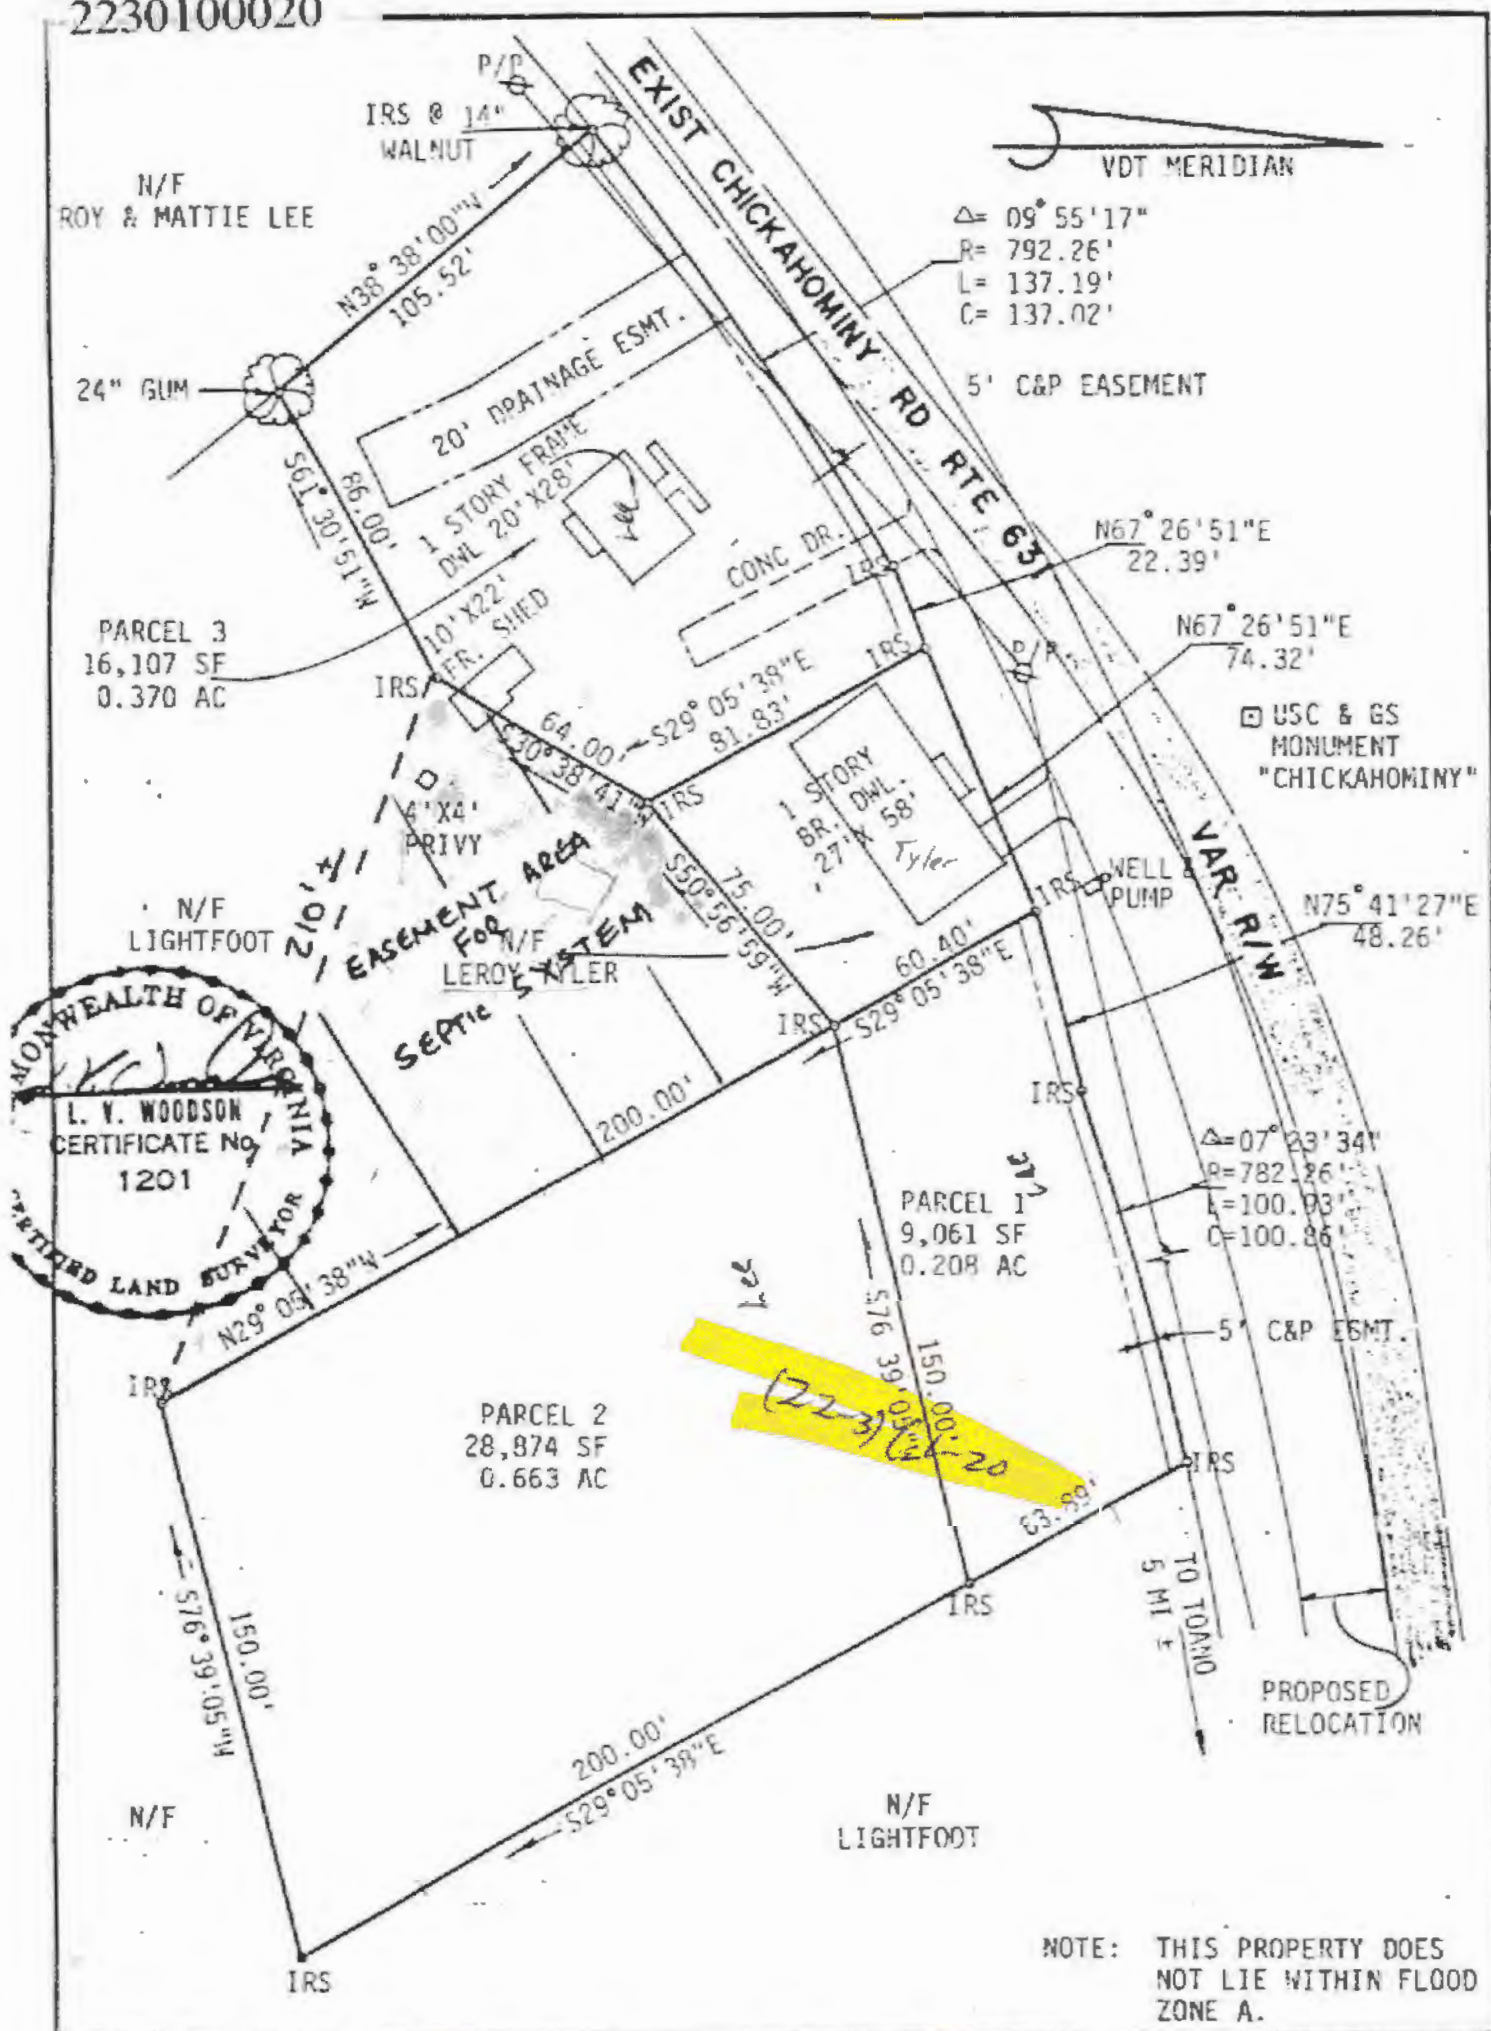 2230100020
P/P
IRS @ 14"
WALNUT
N/F
ROY & MATTIE LEE
EXIST CHICKAHOMINY RD RTE 631
VAR R/W
VDT MERIDIAN
Δ= 09°55'17"
R= 792.26'
L= 137.19'
C= 137.02'
5' C&P EASEMENT
N38°38'00"W
105.52'
24" GUM
20' DRAINAGE ESMT.
1 STORY FRAME
DWL 20'X28'
Lee
S61°30'51"W
86.00'
10'X22'
FR. SHED
CONC DR.
IRS
N67°26'51"E
22.39'
PARCEL 3
16,107 SF
0.370 AC
IRS
IRS
N67°26'51"E
74.32'
P/P
64.00'
S30°38'41"W
S29°05'38"E
81.83'
IRS
USC & GS
MONUMENT
"CHICKAHOMINY"
4'X4'
PRIVY
1 STORY
BR. DWL.
27'X 58'
Tyler
210' ±
EASEMENT AREA
FOR
SEPTIC SYSTEM
N/F
LIGHTFOOT
N/F
LEROY TYLER
75.00'
S50°56'59"W
IRS
WELL &
PUMP
N75°41'27"E
48.26'
60.40'
S29°05'38"E
IRS
IRS
COMMONWEALTH OF VIRGINIA
L. V. WOODSON
CERTIFICATE No
1201
CERTIFIED LAND SURVEYOR
200.00'
N29°05'38"W
IRS
Δ=07°23'34"
R=782.26'
L=100.93'
C=100.86'
PARCEL 1
9,061 SF
0.208 AC
5' C&P ESMT.
150.00'
S76 39'05"W
PARCEL 2
28,874 SF
0.663 AC
IRS
63.89'
IRS
TO TOANO
5 MI ±
150.00'
S76°39'05"W
PROPOSED
RELOCATION
200.00'
S29°05'38"E
N/F
N/F
LIGHTFOOT
IRS
NOTE: THIS PROPERTY DOES
NOT LIE WITHIN FLOOD
ZONE A.